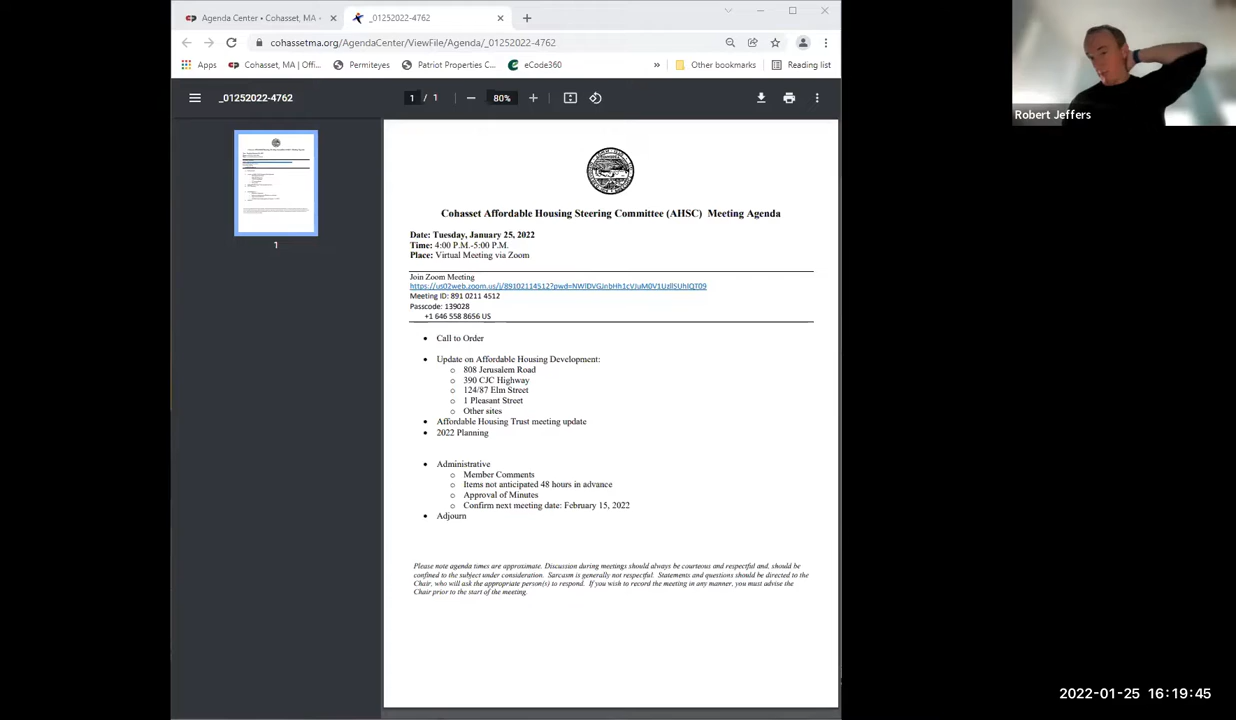 Agenda Center • Cohasset, MA •
_01252022-4762
cohassetma.org/AgendaCenter/ViewFile/Agenda/_01252022-4762
Apps
Cohasset, MA | Offi...
Permiteyes
Patriot Properties C...
eCode360
»
Other bookmarks
Reading list
_01252022-4762
1 / 1
80%
1
Cohasset Affordable Housing Steering Committee (AHSC) Meeting Agenda
Date: Tuesday, January 25, 2022
Time: 4:00 P.M.-5:00 P.M.
Place: Virtual Meeting via Zoom
Join Zoom Meeting
Meeting ID: 891 0211 4512
Passcode: 139028
+1 646 558 8656 US
• Call to Order
• Update on Affordable Housing Development:
o 808 Jerusalem Road
o 390 CJC Highway
o 124/87 Elm Street
o 1 Pleasant Street
o Other sites
• Affordable Housing Trust meeting update
• 2022 Planning
• Administrative
o Member Comments
o Items not anticipated 48 hours in advance
o Approval of Minutes
o Confirm next meeting date: February 15, 2022
• Adjourn
Please note agenda times are approximate. Discussion during meetings should always be courteous and respectful and, should be
confined to the subject under consideration. Sarcasm is generally not respectful. Statements and questions should be directed to the
Chair, who will ask the appropriate person(s) to respond. If you wish to record the meeting in any manner, you must advise the
Chair prior to the start of the meeting.
Robert Jeffers
2022-01-25 16:19:45